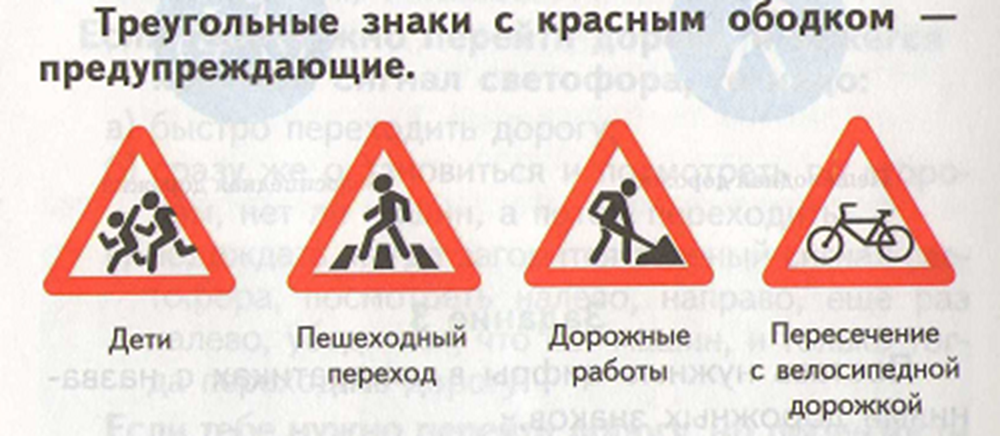 Треугольные знаки с красным ободком —
предупреждающие.
Дети
Пешеходный
переход
Дорожные
работы
Пересечение
с велосипедной
дорожкой